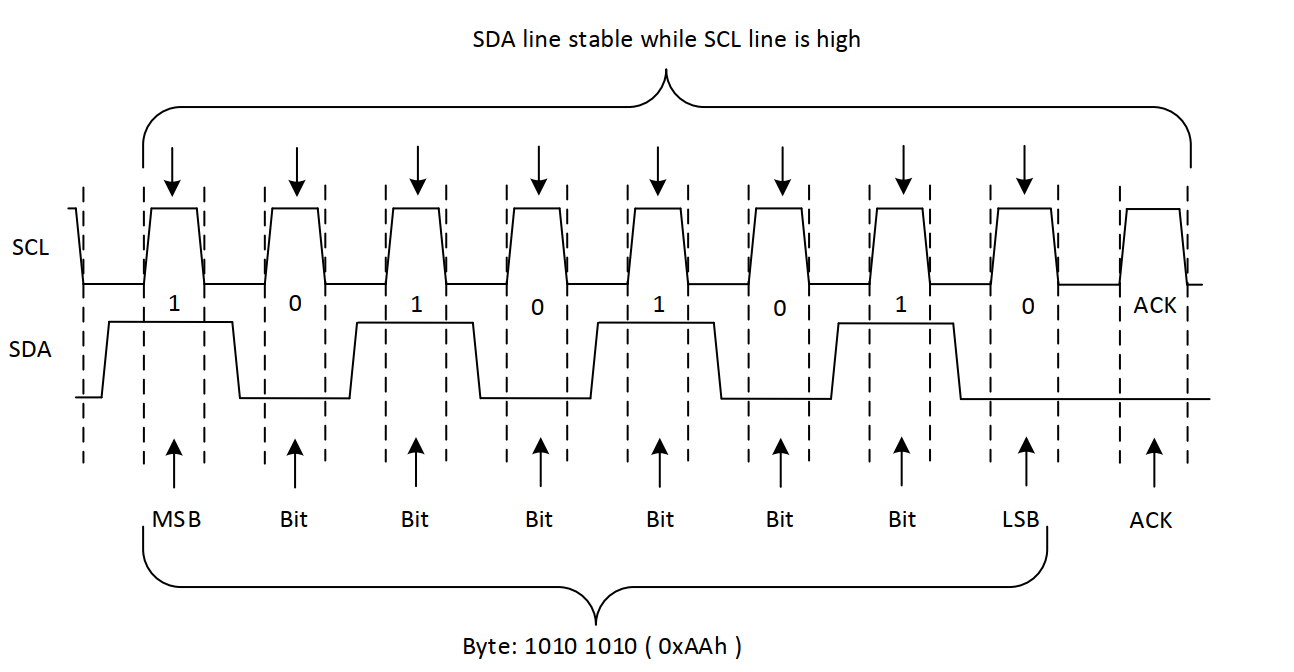 SDA line stable while SCL line is high
SCL
1 0 1 0 1 0 1 0 ACK
SDA
MSB Bit Bit Bit Bit Bit Bit LSB ACK
Byte: 1010 1010 ( 0xAAh )